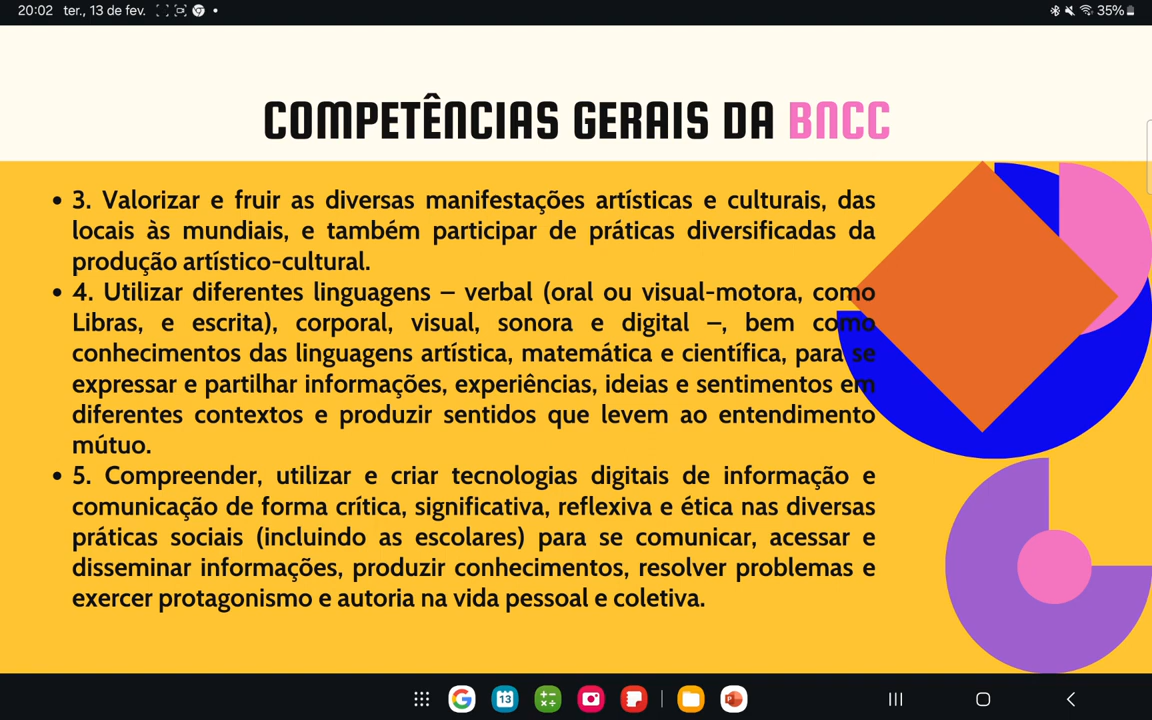 20:02 ter., 13 de fev.
35%
COMPETÊNCIAS GERAIS DA BNCC
• 3. Valorizar e fruir as diversas manifestações artísticas e culturais, das
locais às mundiais, e também participar de práticas diversificadas da
produção artístico-cultural.
• 4. Utilizar diferentes linguagens – verbal (oral ou visual-motora, como
Libras, e escrita), corporal, visual, sonora e digital –, bem como
conhecimentos das linguagens artística, matemática e científica, para se
expressar e partilhar informações, experiências, ideias e sentimentos em
diferentes contextos e produzir sentidos que levem ao entendimento
mútuo.
• 5. Compreender, utilizar e criar tecnologias digitais de informação e
comunicação de forma crítica, significativa, reflexiva e ética nas diversas
práticas sociais (incluindo as escolares) para se comunicar, acessar e
disseminar informações, produzir conhecimentos, resolver problemas e
exercer protagonismo e autoria na vida pessoal e coletiva.
13